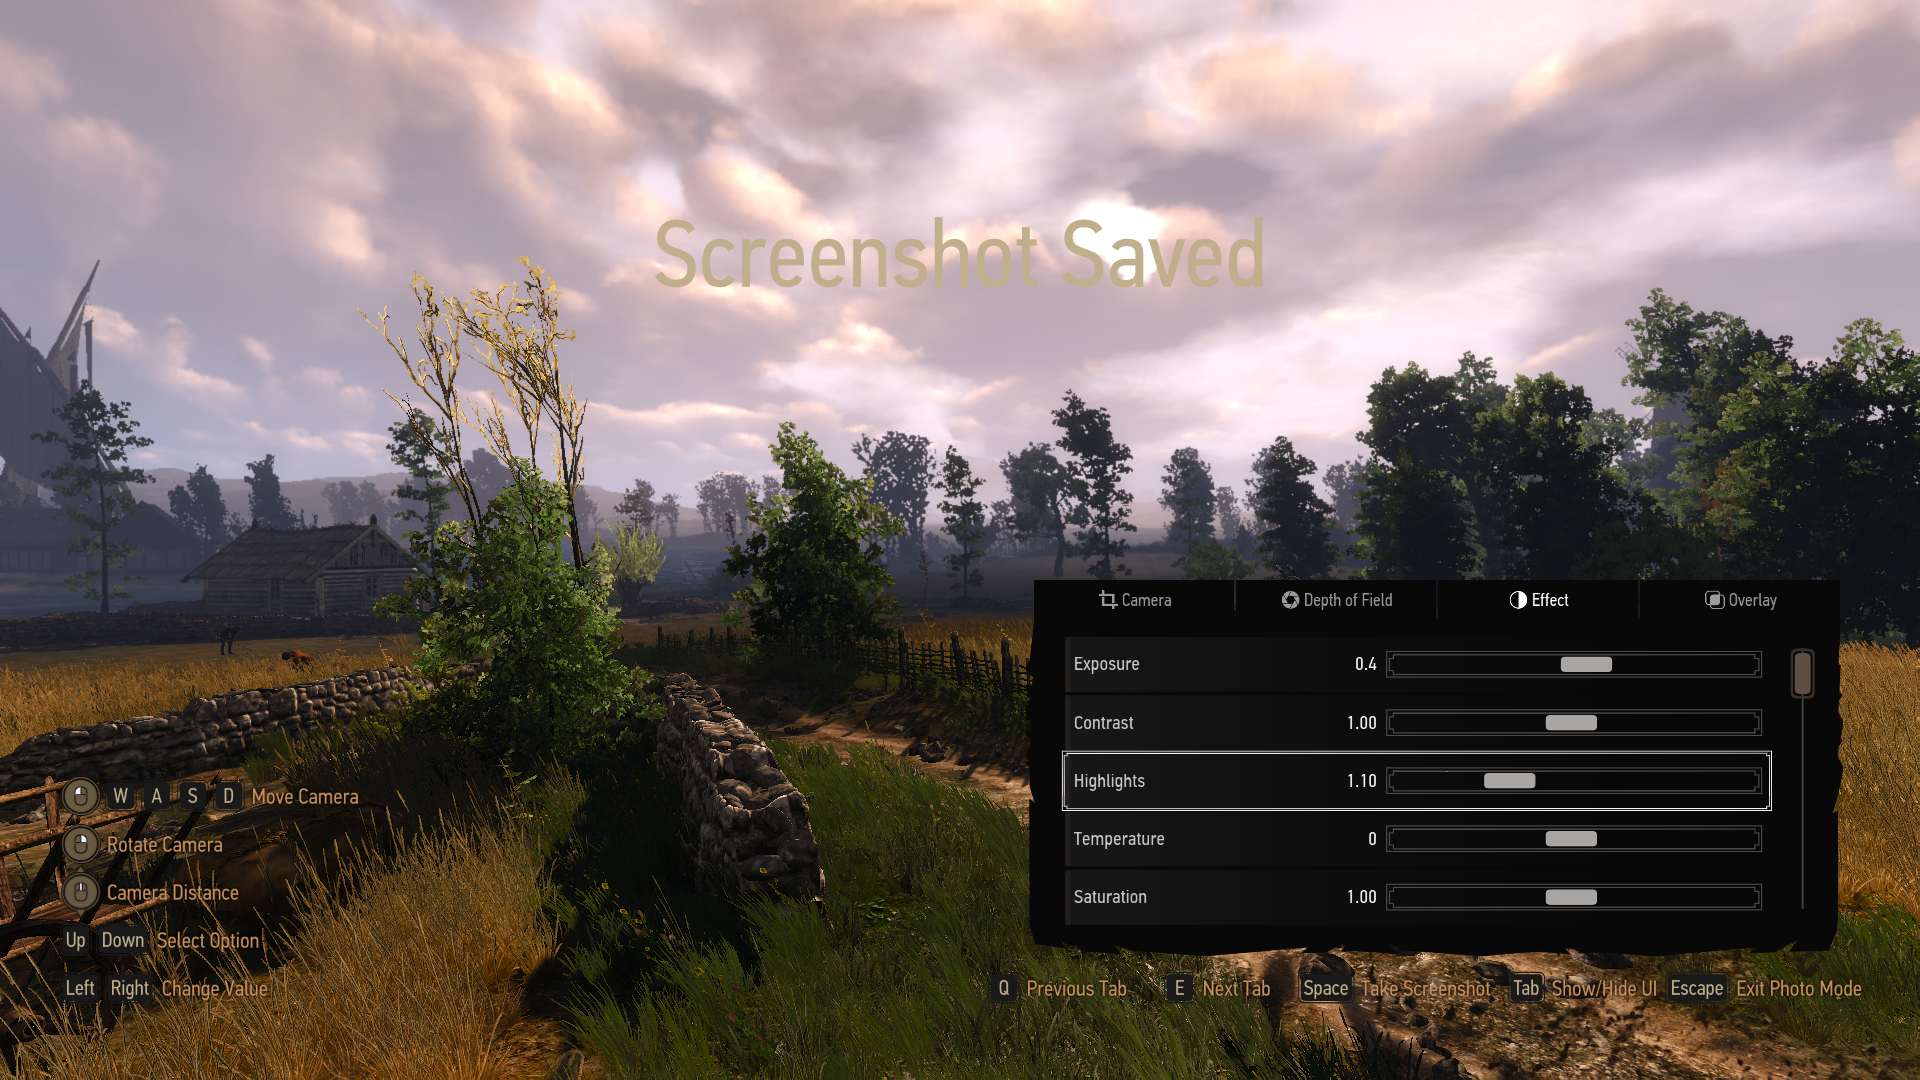 Screenshot Saved
Camera
Depth of Field
Effect
Overlay
Exposure 0.4
Contrast 1.00
Highlights 1.10
Temperature 0
Saturation 1.00
W A S D Move Camera
Rotate Camera
Camera Distance
Up Down Select Option
Left Right Change Value
Q Previous Tab E Next Tab Space Take Screenshot Tab Show/Hide UI Escape Exit Photo Mode